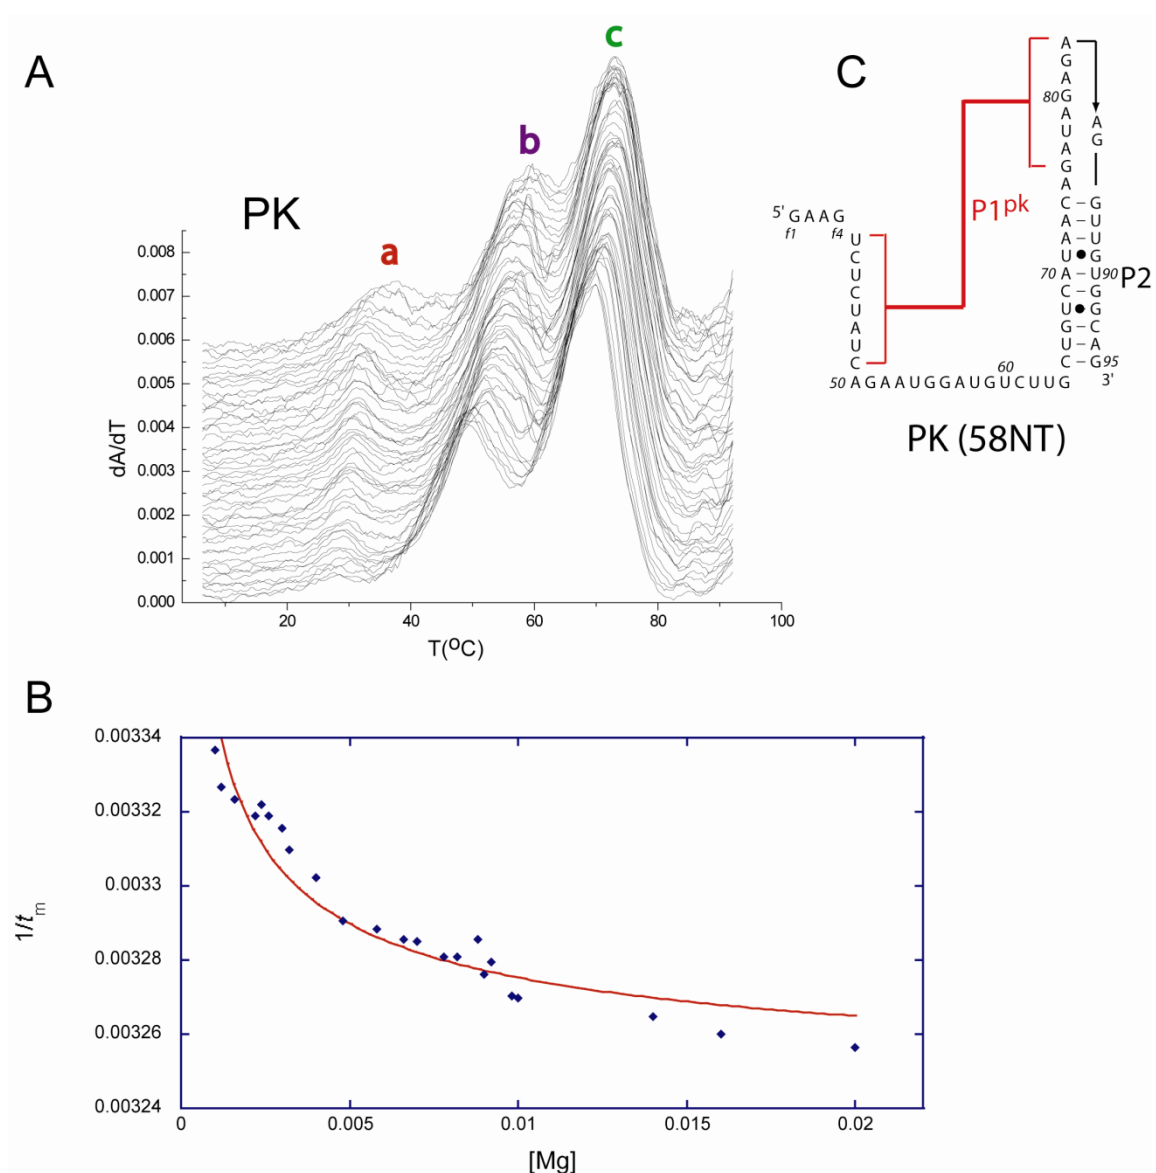 A
PK
a
b
c
dA/dT
0.008
0.007
0.006
0.005
0.004
0.003
0.002
0.001
0.000
20
40
60
80
100
T(°C)
C
A
G
A
G
80 A
U
A
G
A
C
A
A
U
70 A
C
U
G
U
C
A
G
G
U
U
G
U 90
G
G
C
A
G 95
3'
P2
P1pk
5' G A A G
f1 f4
U
C
U
C
U
A
U
C
50 A G A A U G G A U G U C U U G
60
PK (58NT)
B
0.00334
0.00332
0.0033
0.00328
0.00326
0.00324
1/tm
0
0.005
0.01
0.015
0.02
[Mg]